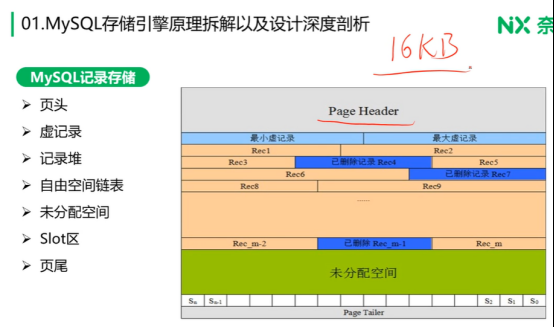 01.MySQL存储引擎原理拆解以及设计深度剖析
NX 奈
16KB
MySQL记录存储
页头
虚记录
记录堆
自由空间链表
未分配空间
Slot区
页尾
Page Header
最小虚记录 最大虚记录
Rec1 Rec2
Rec3 已删除记录 Rec4 Rec5
Rec6 已删除记录 Rec7
Rec8 Rec9
......
Rec_m-2 已删除 Rec_m-1 Rec_m
未分配空间
Sn Sn-1 S2 S1 S0
Page Tailer